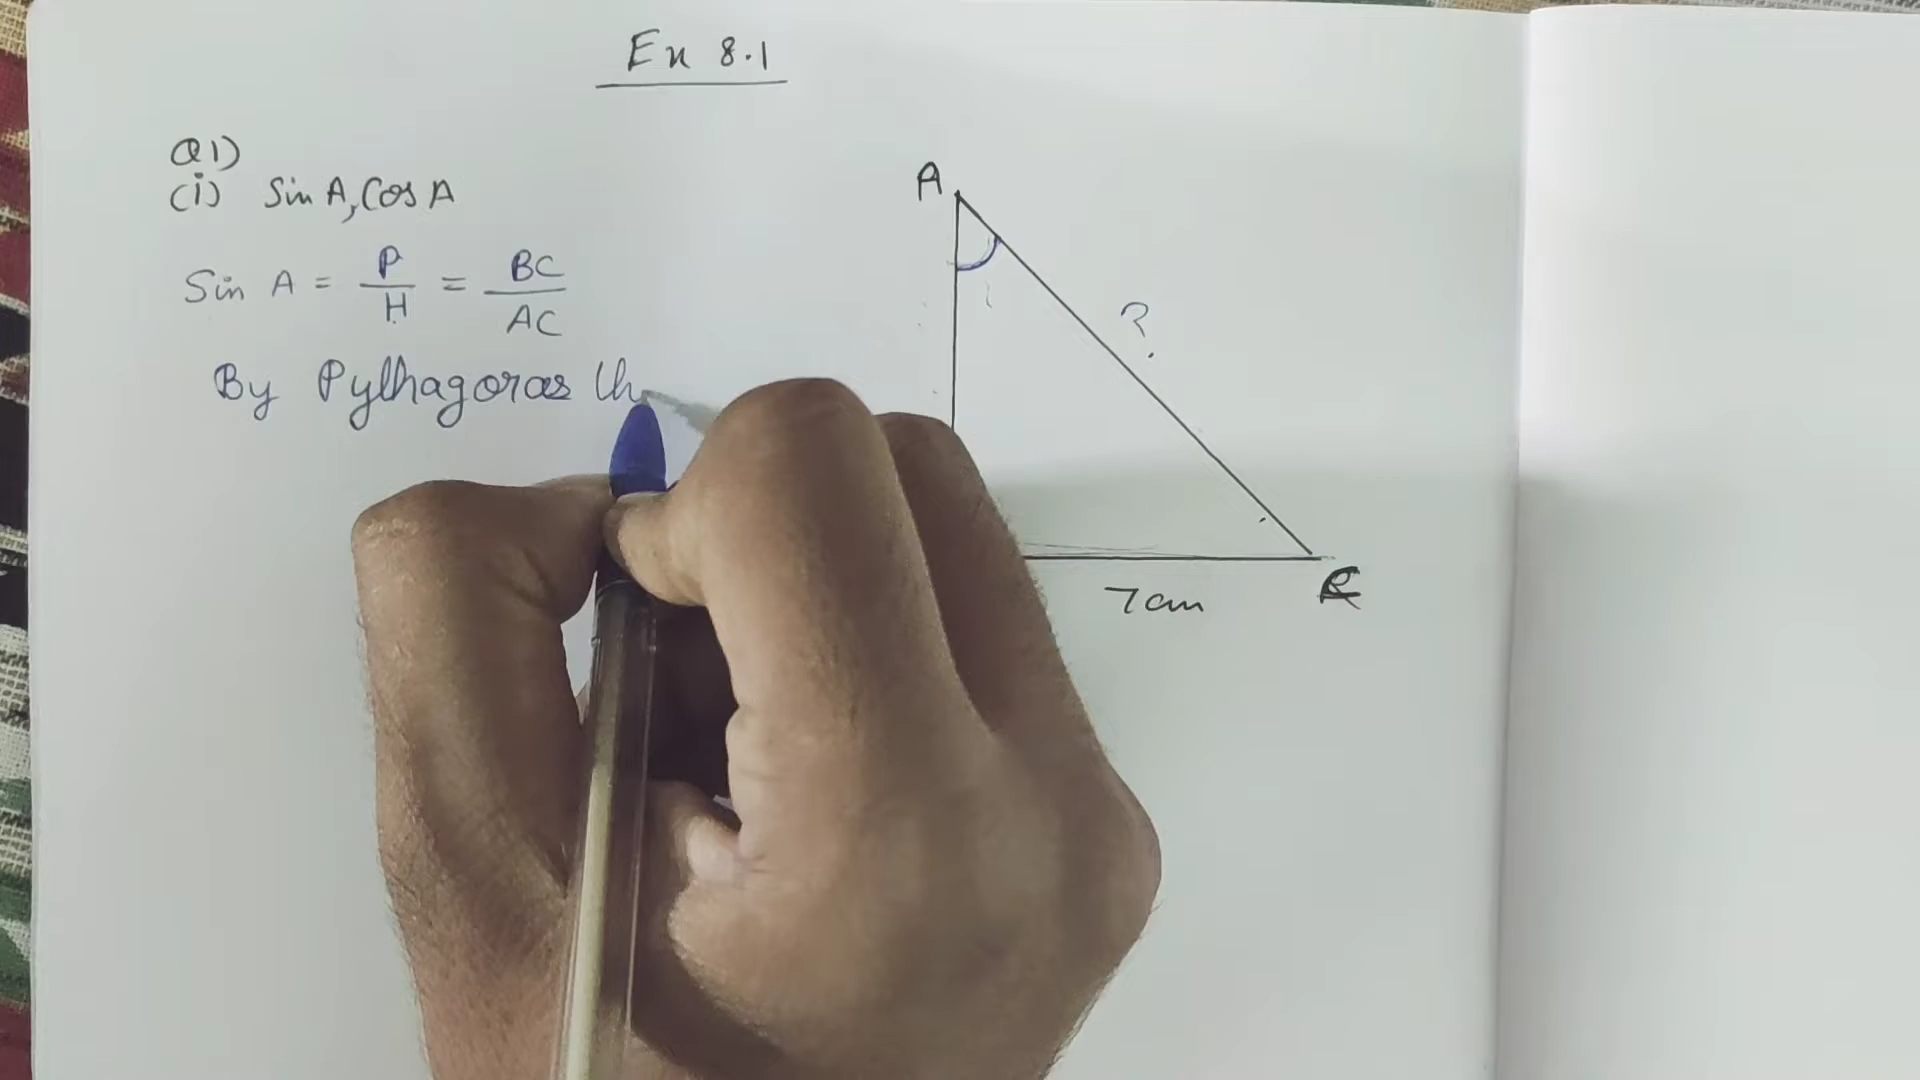 Ex 8.1
Q1)
(i) Sin A, Cos A
Sin A = P/H = BC/AC
By Pythagoras th
A
?
7cm